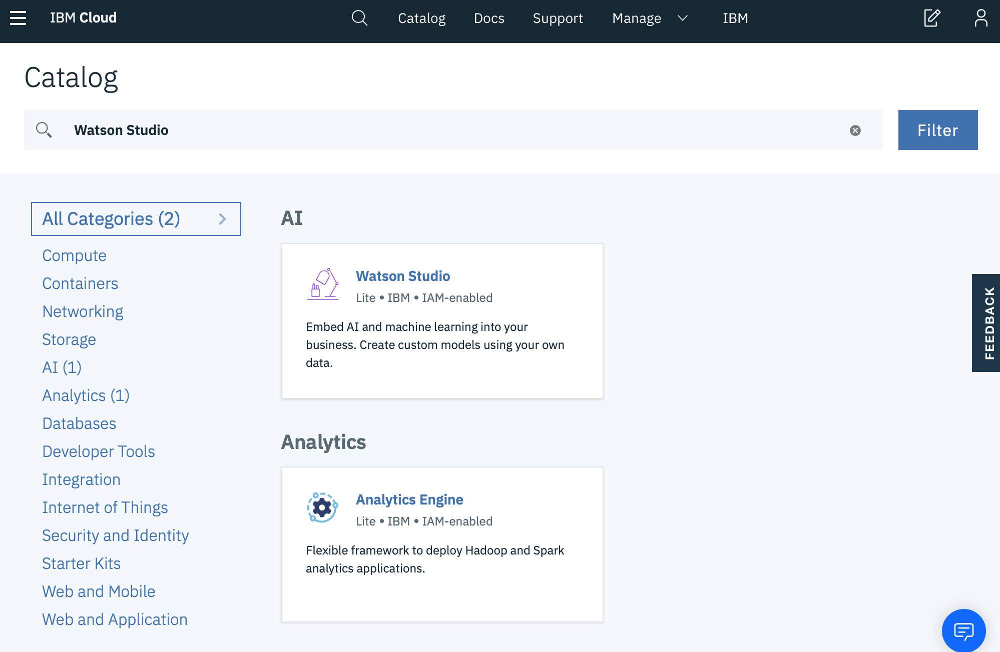 IBM Cloud
Catalog
Docs
Support
Manage
IBM
Catalog
Watson Studio
Filter
All Categories (2)
Compute
Containers
Networking
Storage
AI (1)
Analytics (1)
Databases
Developer Tools
Integration
Internet of Things
Security and Identity
Starter Kits
Web and Mobile
Web and Application
AI
Watson Studio
Lite • IBM • IAM-enabled
Embed AI and machine learning into your
business. Create custom models using your own
data.
Analytics
Analytics Engine
Lite • IBM • IAM-enabled
Flexible framework to deploy Hadoop and Spark
analytics applications.
FEEDBACK